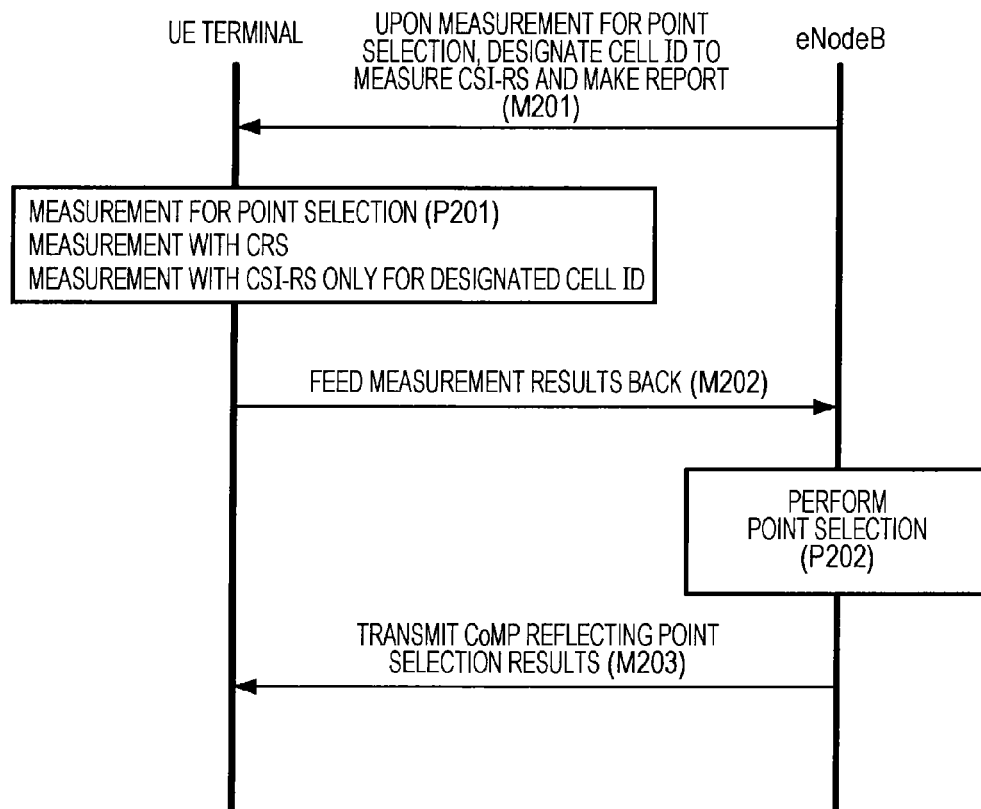 UE TERMINAL
UPON MEASUREMENT FOR POINT
SELECTION, DESIGNATE CELL ID TO
MEASURE CSI-RS AND MAKE REPORT
(M201)
eNodeB
MEASUREMENT FOR POINT SELECTION (P201)
MEASUREMENT WITH CRS
MEASUREMENT WITH CSI-RS ONLY FOR DESIGNATED CELL ID
FEED MEASUREMENT RESULTS BACK (M202)
PERFORM
POINT SELECTION
(P202)
TRANSMIT CoMP REFLECTING POINT
SELECTION RESULTS (M203)